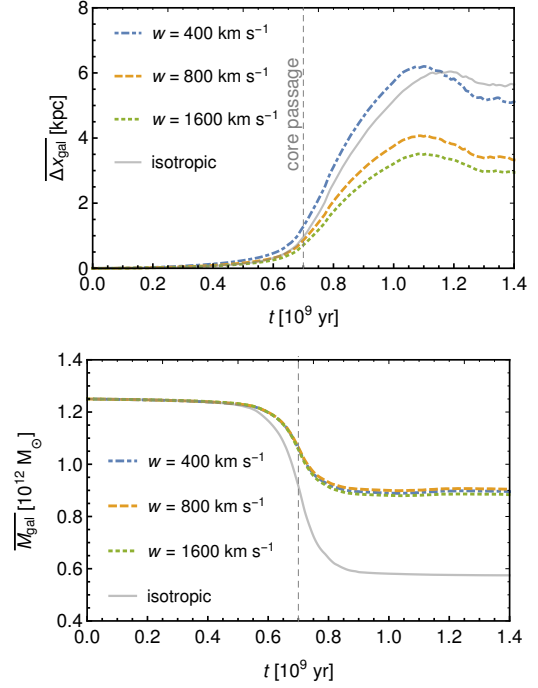 8
6
4
2
0
Δx_gal [kpc]
w = 400 km s⁻¹
w = 800 km s⁻¹
w = 1600 km s⁻¹
isotropic
core passage
0.0 0.2 0.4 0.6 0.8 1.0 1.2 1.4
t [10⁹ yr]
1.4
1.2
1.0
0.8
0.6
0.4
M_gal [10¹² M_⊙]
w = 400 km s⁻¹
w = 800 km s⁻¹
w = 1600 km s⁻¹
isotropic
0.0 0.2 0.4 0.6 0.8 1.0 1.2 1.4
t [10⁹ yr]